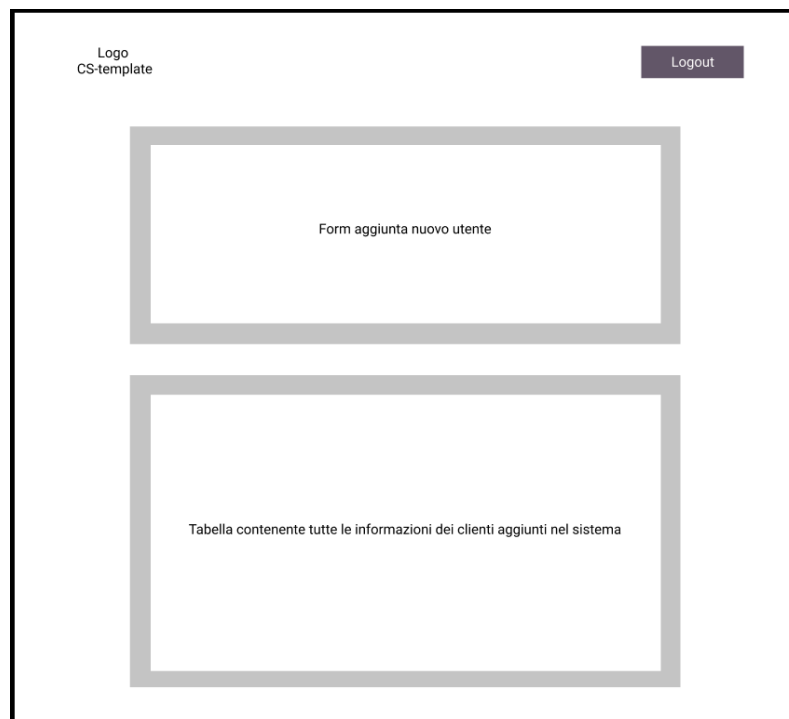 Logo
CS-template
Logout
Form aggiunta nuovo utente
Tabella contenente tutte le informazioni dei clienti aggiunti nel sistema